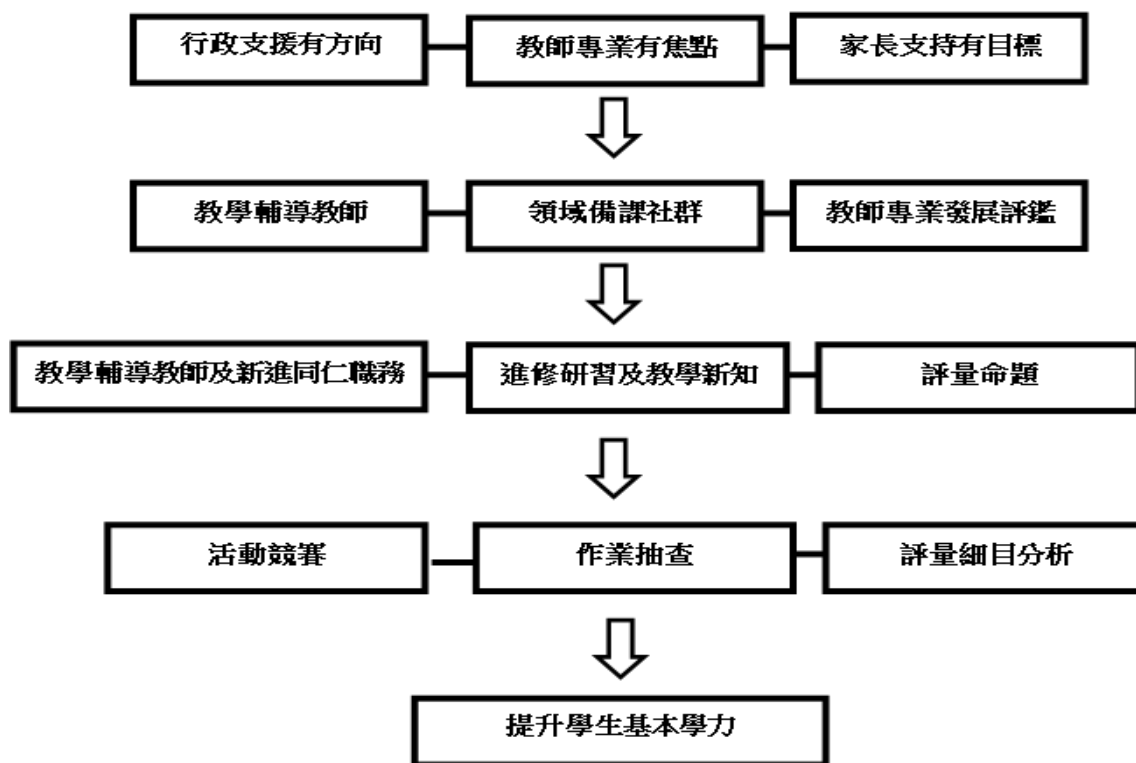 行政支援有方向
教師專業有焦點
家長支持有目標
教學輔導教師
領域備課社群
教師專業發展評鑑
教學輔導教師及新進同仁職務
進修研習及教學新知
評量命題
活動競賽
作業抽查
評量細目分析
提升學生基本學力